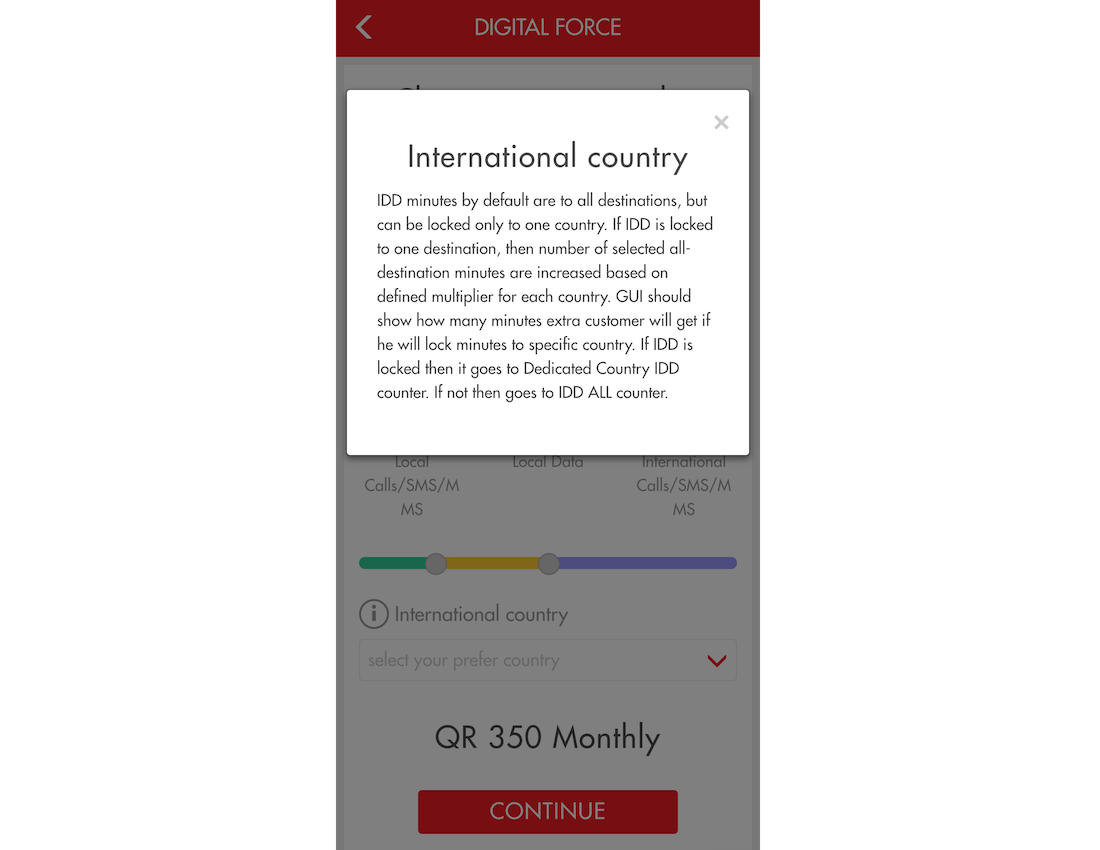 DIGITAL FORCE
×
International country
IDD minutes by default are to all destinations, but
can be locked only to one country. If IDD is locked
to one destination, then number of selected all-
destination minutes are increased based on
defined multiplier for each country. GUI should
show how many minutes extra customer will get if
he will lock minutes to specific country. If IDD is
locked then it goes to Dedicated Country IDD
counter. If not then goes to IDD ALL counter.
Local
Calls/SMS/M
MS
Local Data
International
Calls/SMS/M
MS
i International country
select your prefer country
QR 350 Monthly
CONTINUE